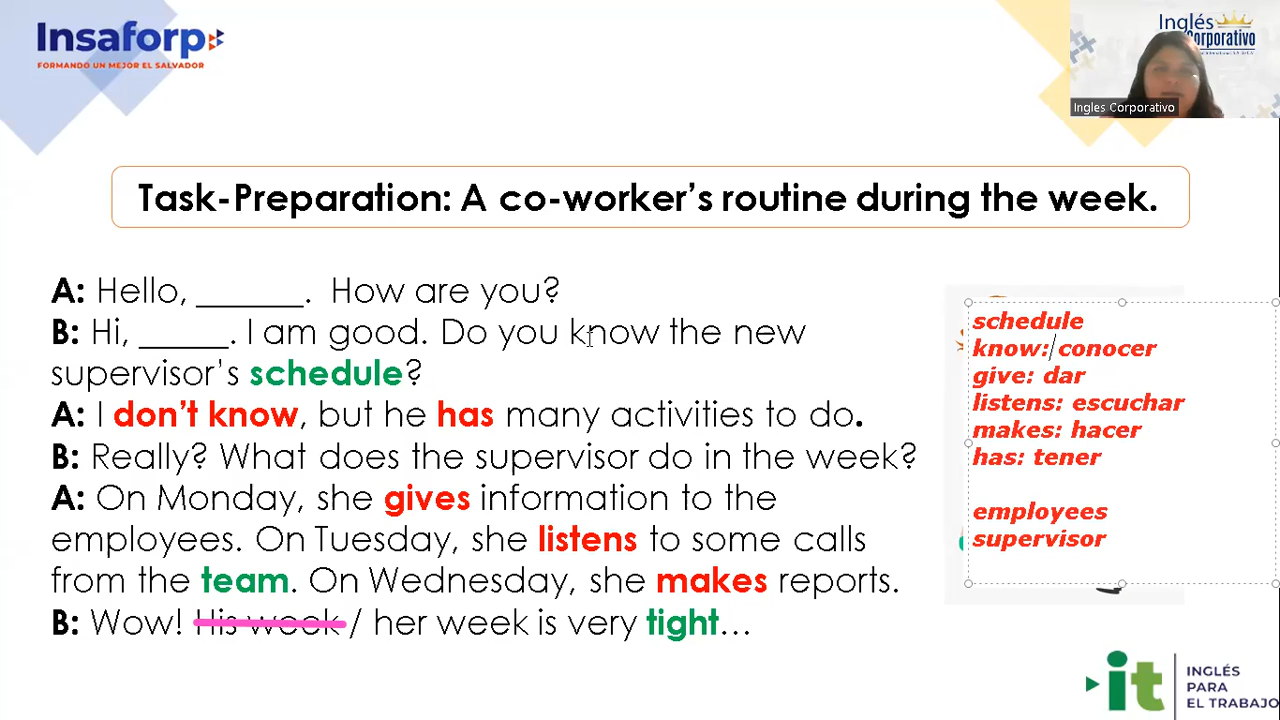 Insaforp
FORMANDO UN MEJOR EL SALVADOR
Inglés
Corporativo
Ingles Corporativo
Task-Preparation: A co-worker's routine during the week.
A: Hello, ______. How are you?
B: Hi, _____. I am good. Do you know the new
supervisor's schedule?
A: I don't know, but he has many activities to do.
B: Really? What does the supervisor do in the week?
A: On Monday, she gives information to the
employees. On Tuesday, she listens to some calls
from the team. On Wednesday, she makes reports.
B: Wow! His week / her week is very tight...
schedule
know: conocer
give: dar
listens: escuchar
makes: hacer
has: tener
employees
supervisor
it
INGLÉS
PARA
EL TRABAJO